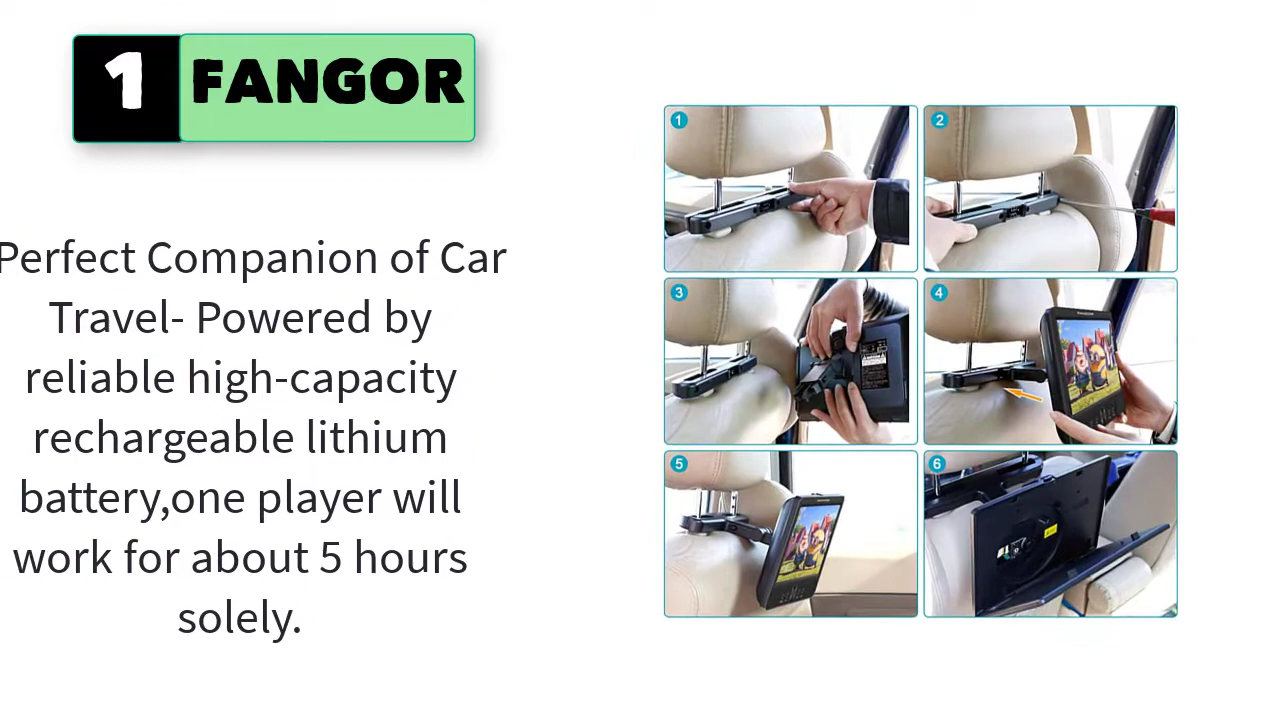 1 FANGOR
Perfect Companion of Car
Travel- Powered by
reliable high-capacity
rechargeable lithium
battery,one player will
work for about 5 hours
solely.
1
2
3
4
5
6